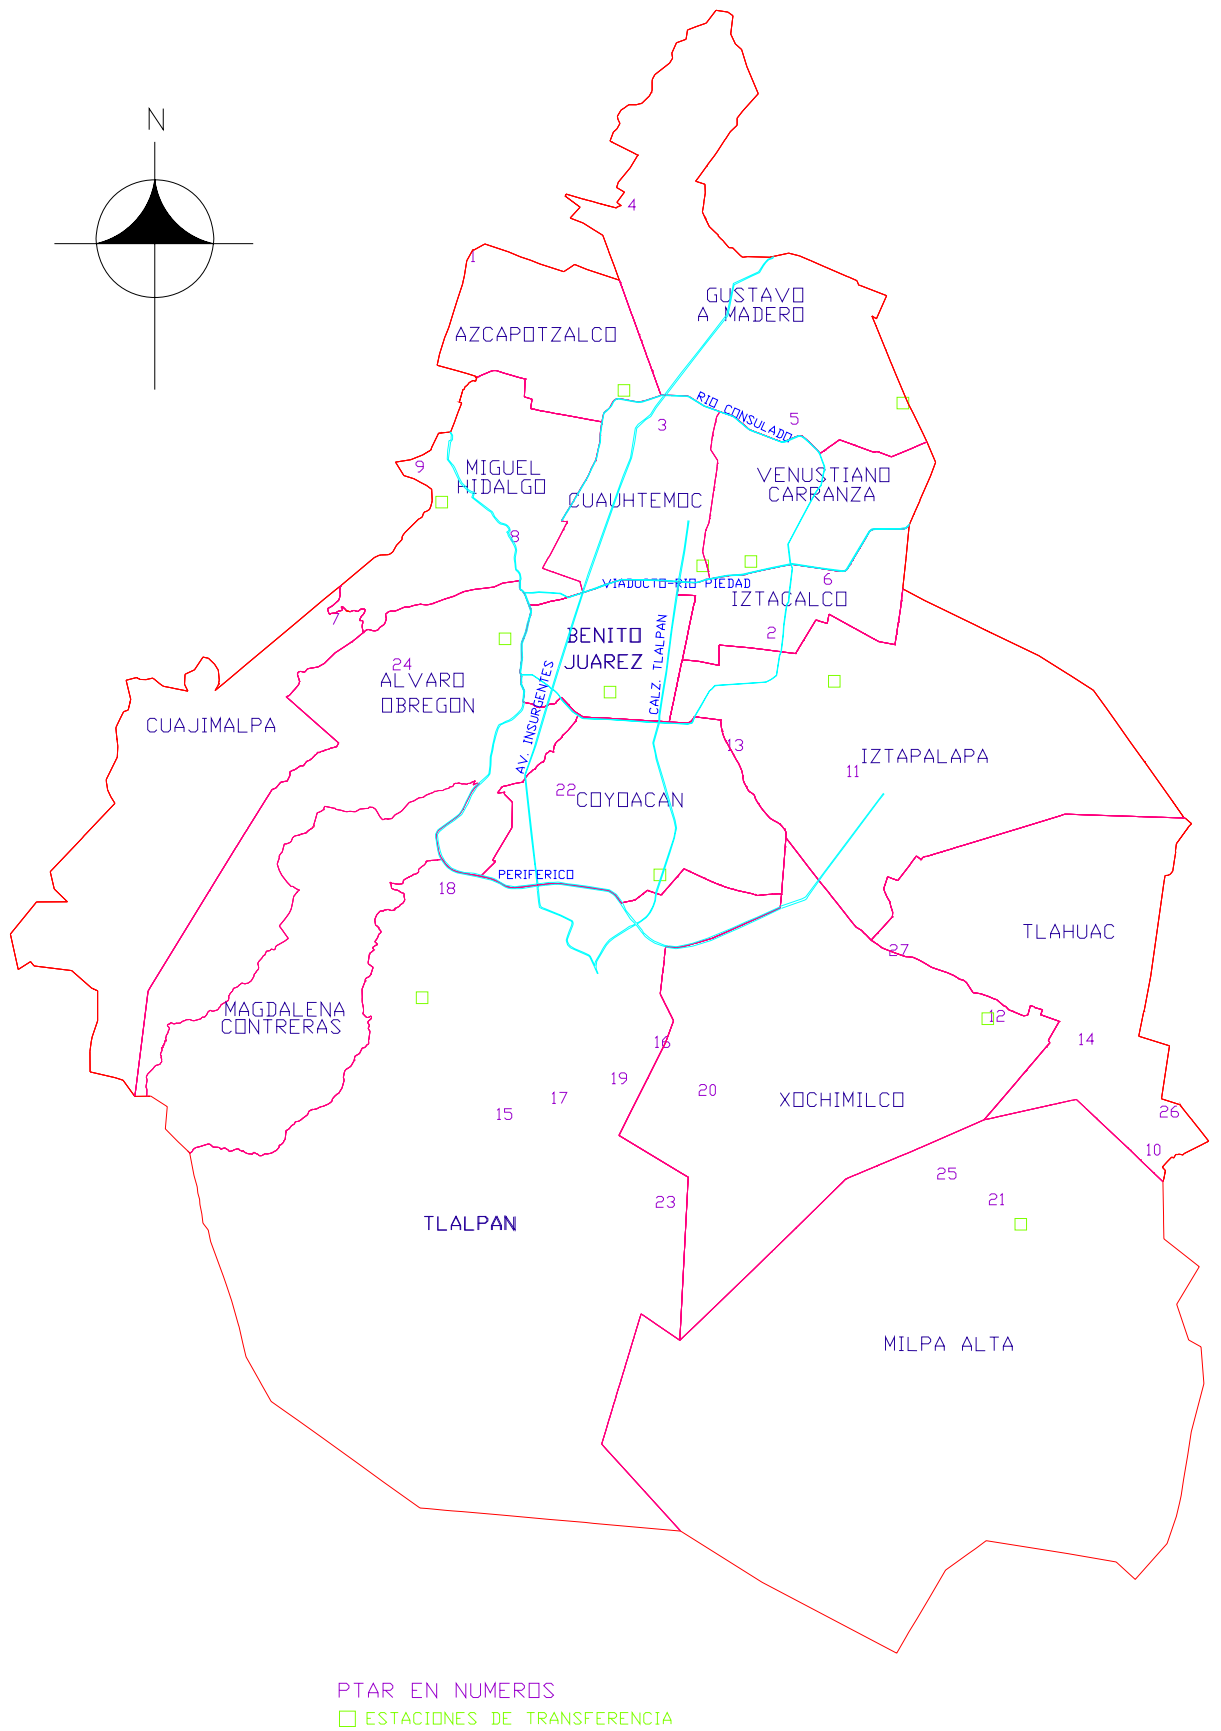 N
4
1
GUSTAVO
A MADERO
AZCAPOTZALCO
RIO CONSULADO
5
3
9
MIGUEL
HIDALGO
VENUSTIANO
CARRANZA
CUAUHTEMOC
8
VIADUCTO-RIO PIEDAD
6
IZTACALCO
7
2
BENITO
JUAREZ
CALZ. TLALPAN
24
ALVARO
OBREGON
AV. INSURGENTES
CUAJIMALPA
13
IZTAPALAPA
11
22
COYOACAN
PERIFERICO
18
TLAHUAC
27
MAGDALENA
CONTRERAS
12
14
16
19
20
17
15
XOCHIMILCO
26
10
25
21
23
TLALPAN
MILPA ALTA
PTAR EN NUMEROS
ESTACIONES DE TRANSFERENCIA